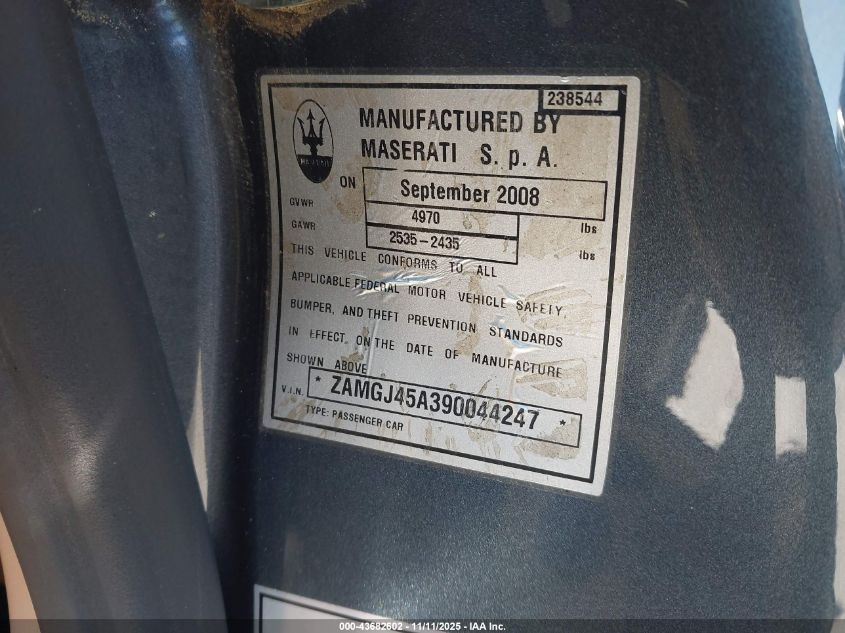 238544
MANUFACTURED BY
MASERATI S. p. A.
MASERATI
ON September 2008
GVWR 4970 lbs
GAWR 2535-2435 lbs
THIS VEHICLE CONFORMS TO ALL
APPLICABLE FEDERAL MOTOR VEHICLE SAFETY,
BUMPER, AND THEFT PREVENTION STANDARDS
IN EFFECT, ON THE DATE OF MANUFACTURE
SHOWN ABOVE
V.I.N. * ZAMGJ45A390044247 *
TYPE: PASSENGER CAR
000-43682602 - 11/11/2025 - IAA Inc.